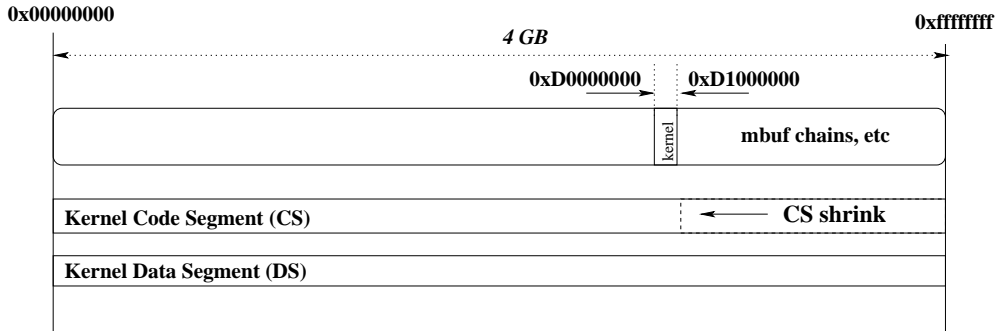 0x00000000
0xffffffff
4 GB
0xD0000000
0xD1000000
kernel
mbuf chains, etc
Kernel Code Segment (CS)
CS shrink
Kernel Data Segment (DS)